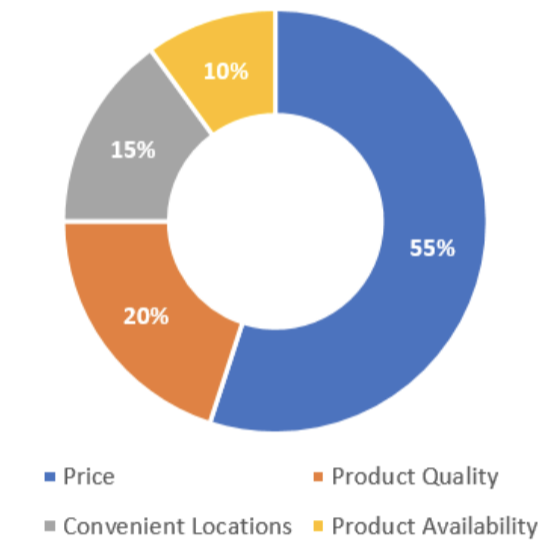 10%
15%
55%
20%
Price
Product Quality
Convenient Locations
Product Availability